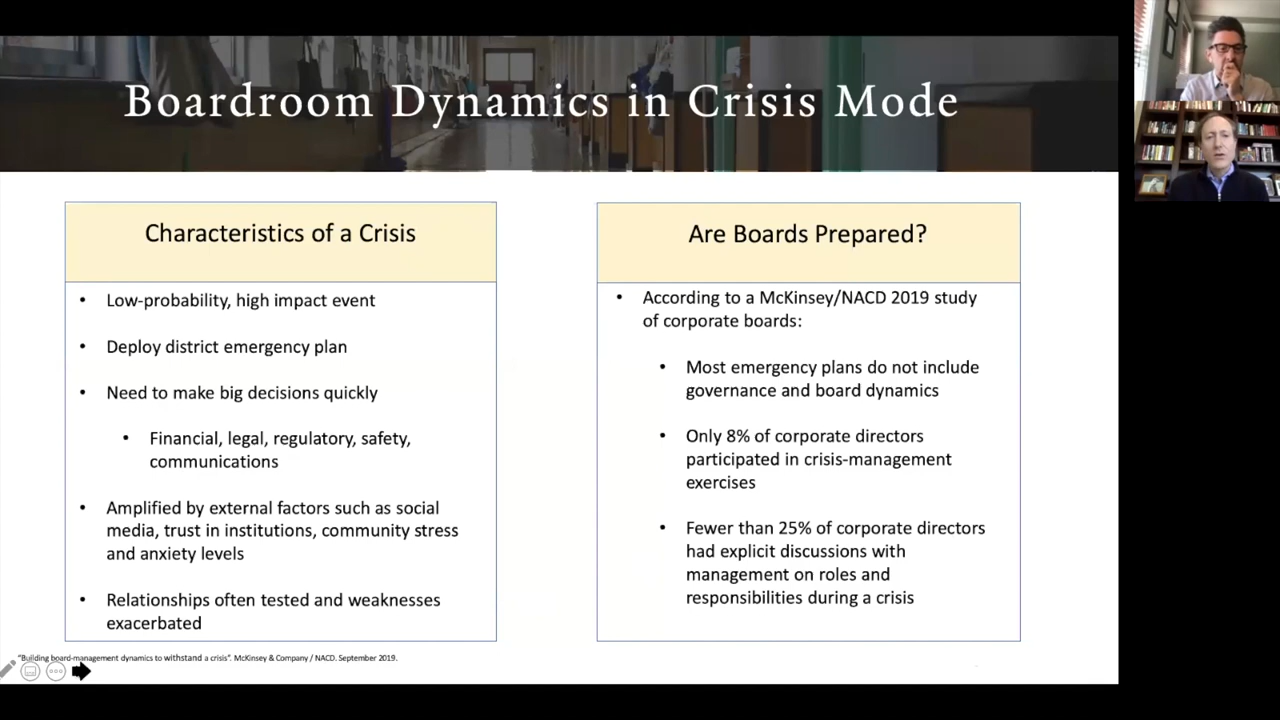 Boardroom Dynamics in Crisis Mode
Characteristics of a Crisis
• Low-probability, high impact event
• Deploy district emergency plan
• Need to make big decisions quickly
• Financial, legal, regulatory, safety,
communications
• Amplified by external factors such as social
media, trust in institutions, community stress
and anxiety levels
• Relationships often tested and weaknesses
exacerbated
Are Boards Prepared?
• According to a McKinsey/NACD 2019 study
of corporate boards:
• Most emergency plans do not include
governance and board dynamics
• Only 8% of corporate directors
participated in crisis-management
exercises
• Fewer than 25% of corporate directors
had explicit discussions with
management on roles and
responsibilities during a crisis
"Building board-management dynamics to withstand a crisis". McKinsey & Company / NACD. September 2019.